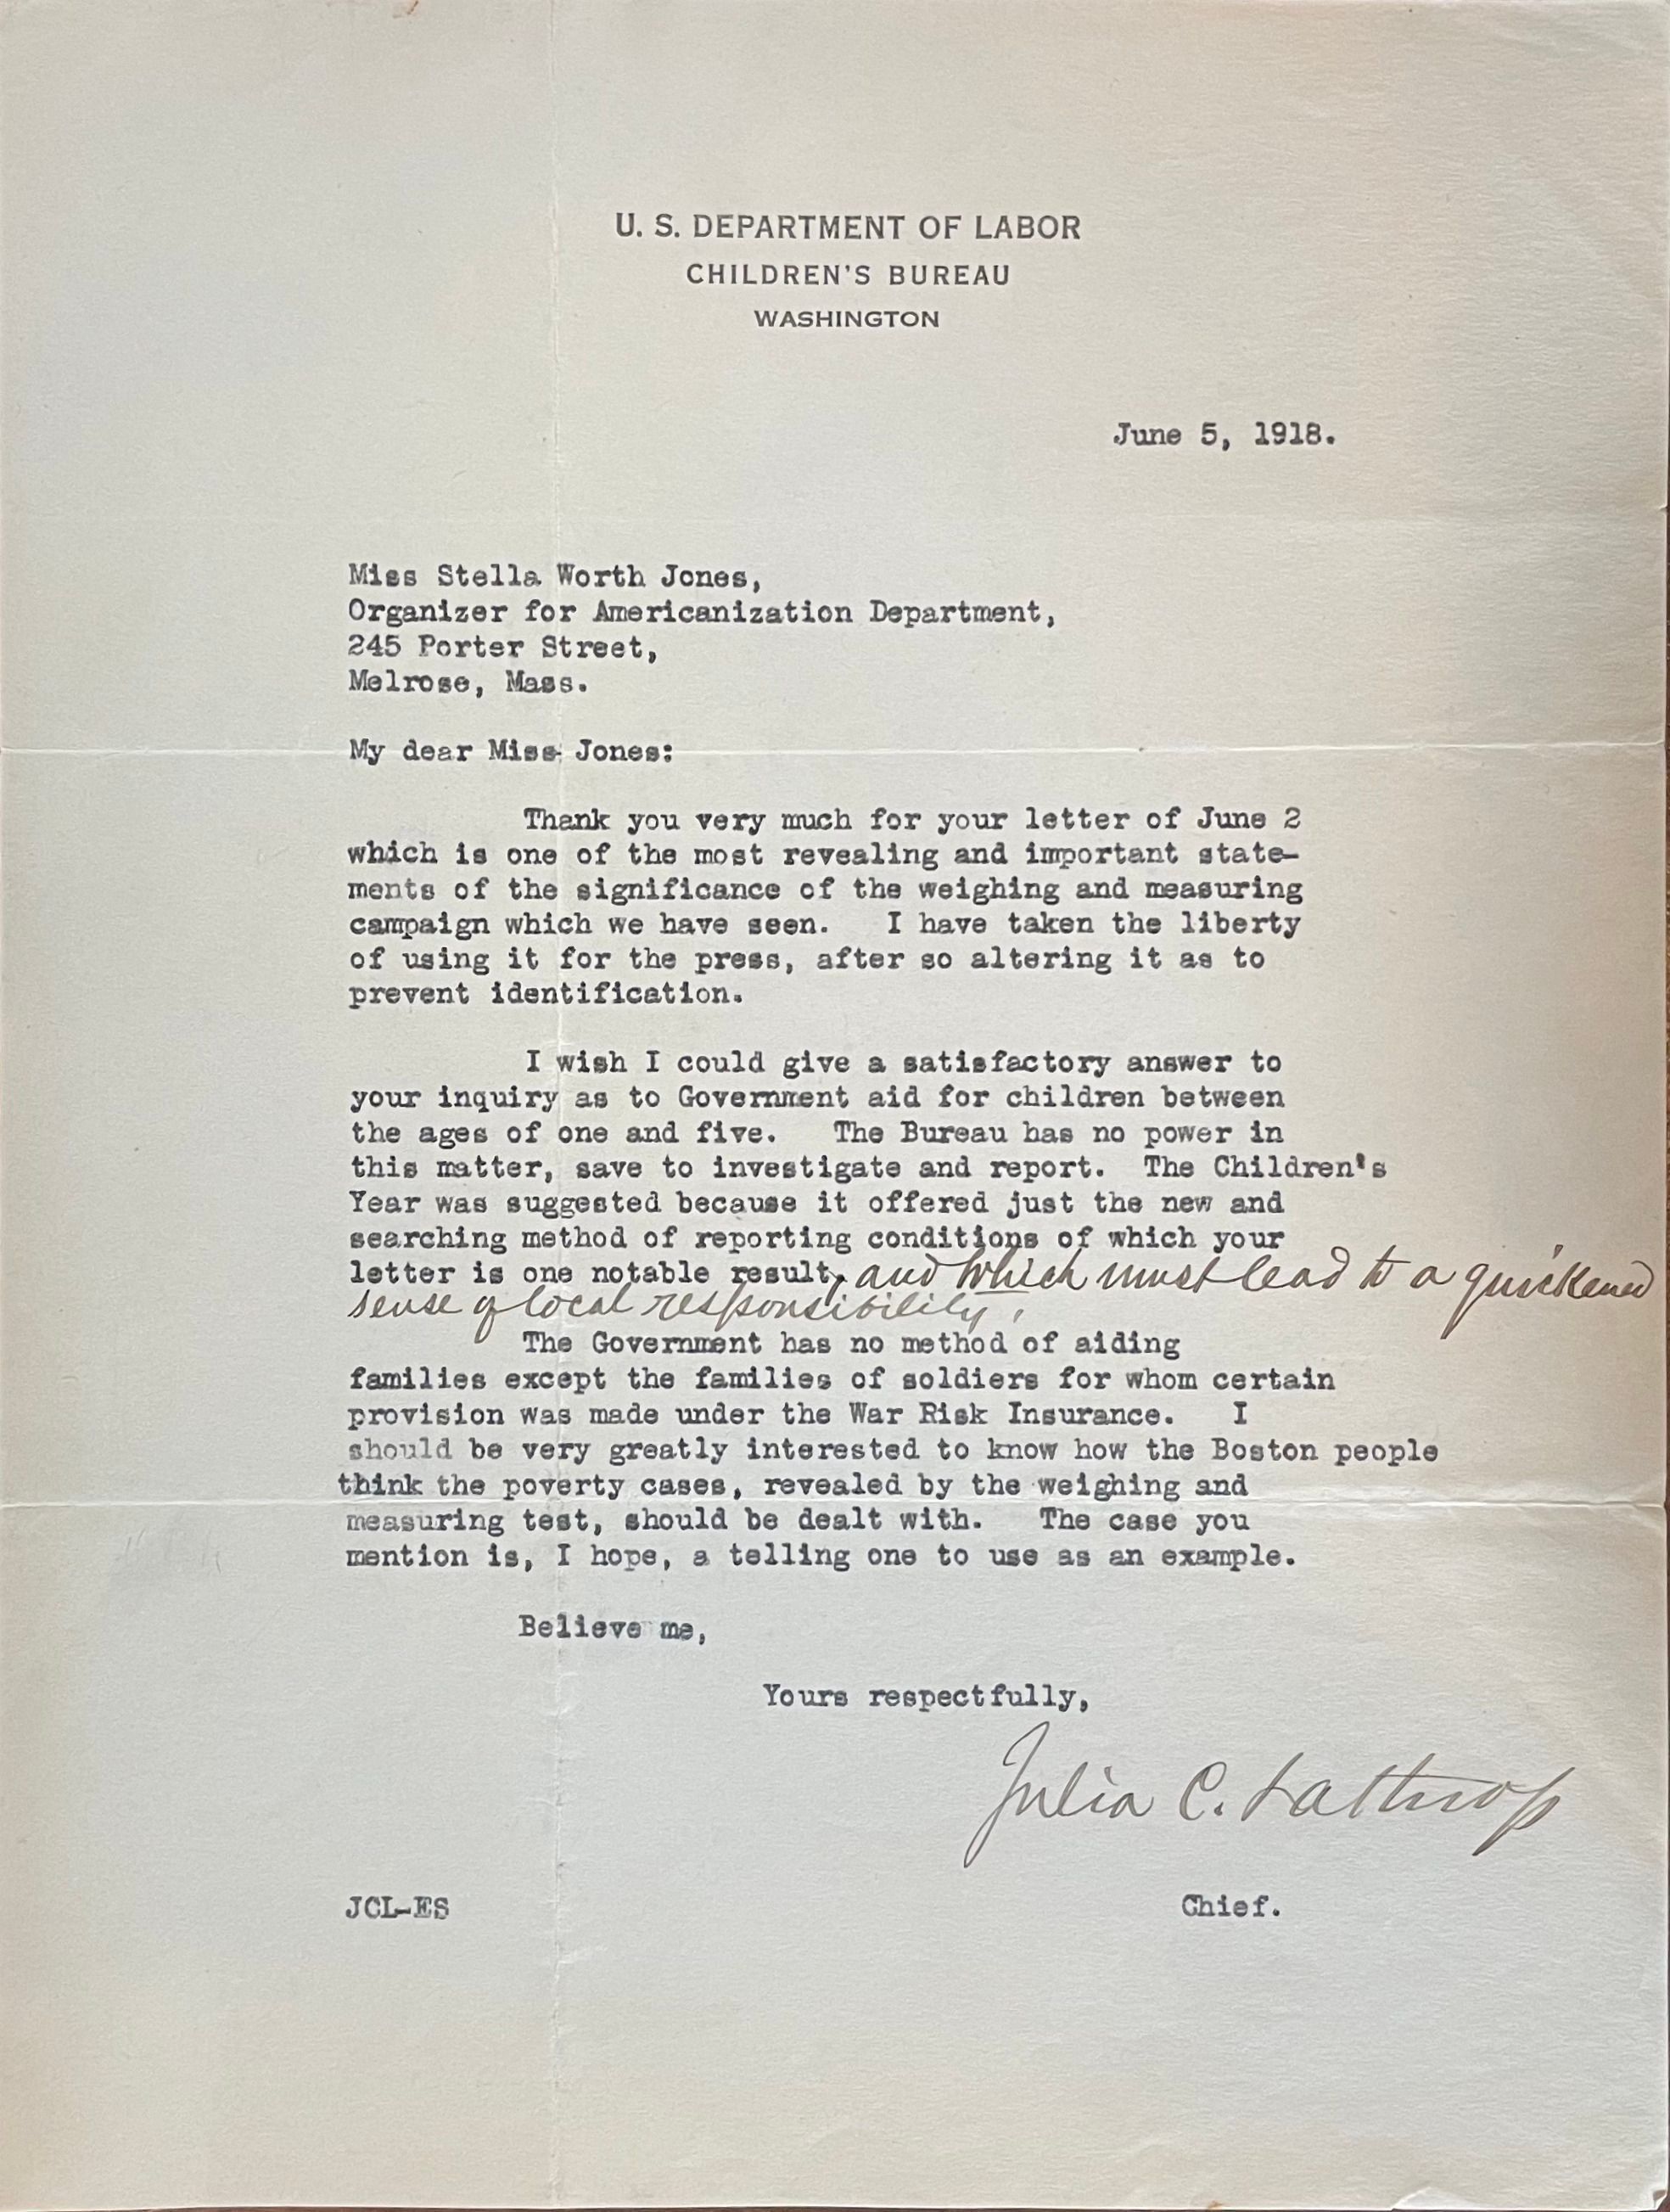 U. S. DEPARTMENT OF LABOR
CHILDREN'S BUREAU
WASHINGTON
June 5, 1918.
Miss Stella Worth Jones,
Organizer for Americanization Department,
245 Porter Street,
Melrose, Mass.
My dear Miss Jones:
Thank you very much for your letter of June 2
which is one of the most revealing and important state-
ments of the significance of the weighing and measuring
campaign which we have seen. I have taken the liberty
of using it for the press, after so altering it as to
prevent identification.
I wish I could give a satisfactory answer to
your inquiry as to Government aid for children between
the ages of one and five. The Bureau has no power in
this matter, save to investigate and report. The Children's
Year was suggested because it offered just the new and
searching method of reporting conditions of which your
letter is one notable result, and which must lead to a quickened
sense of local responsibility.
The Government has no method of aiding
families except the families of soldiers for whom certain
provision was made under the War Risk Insurance. I
should be very greatly interested to know how the Boston people
think the poverty cases, revealed by the weighing and
measuring test, should be dealt with. The case you
mention is, I hope, a telling one to use as an example.
Believe me,
Yours respectfully,
Julia C. Lathrop
JCL-ES Chief.